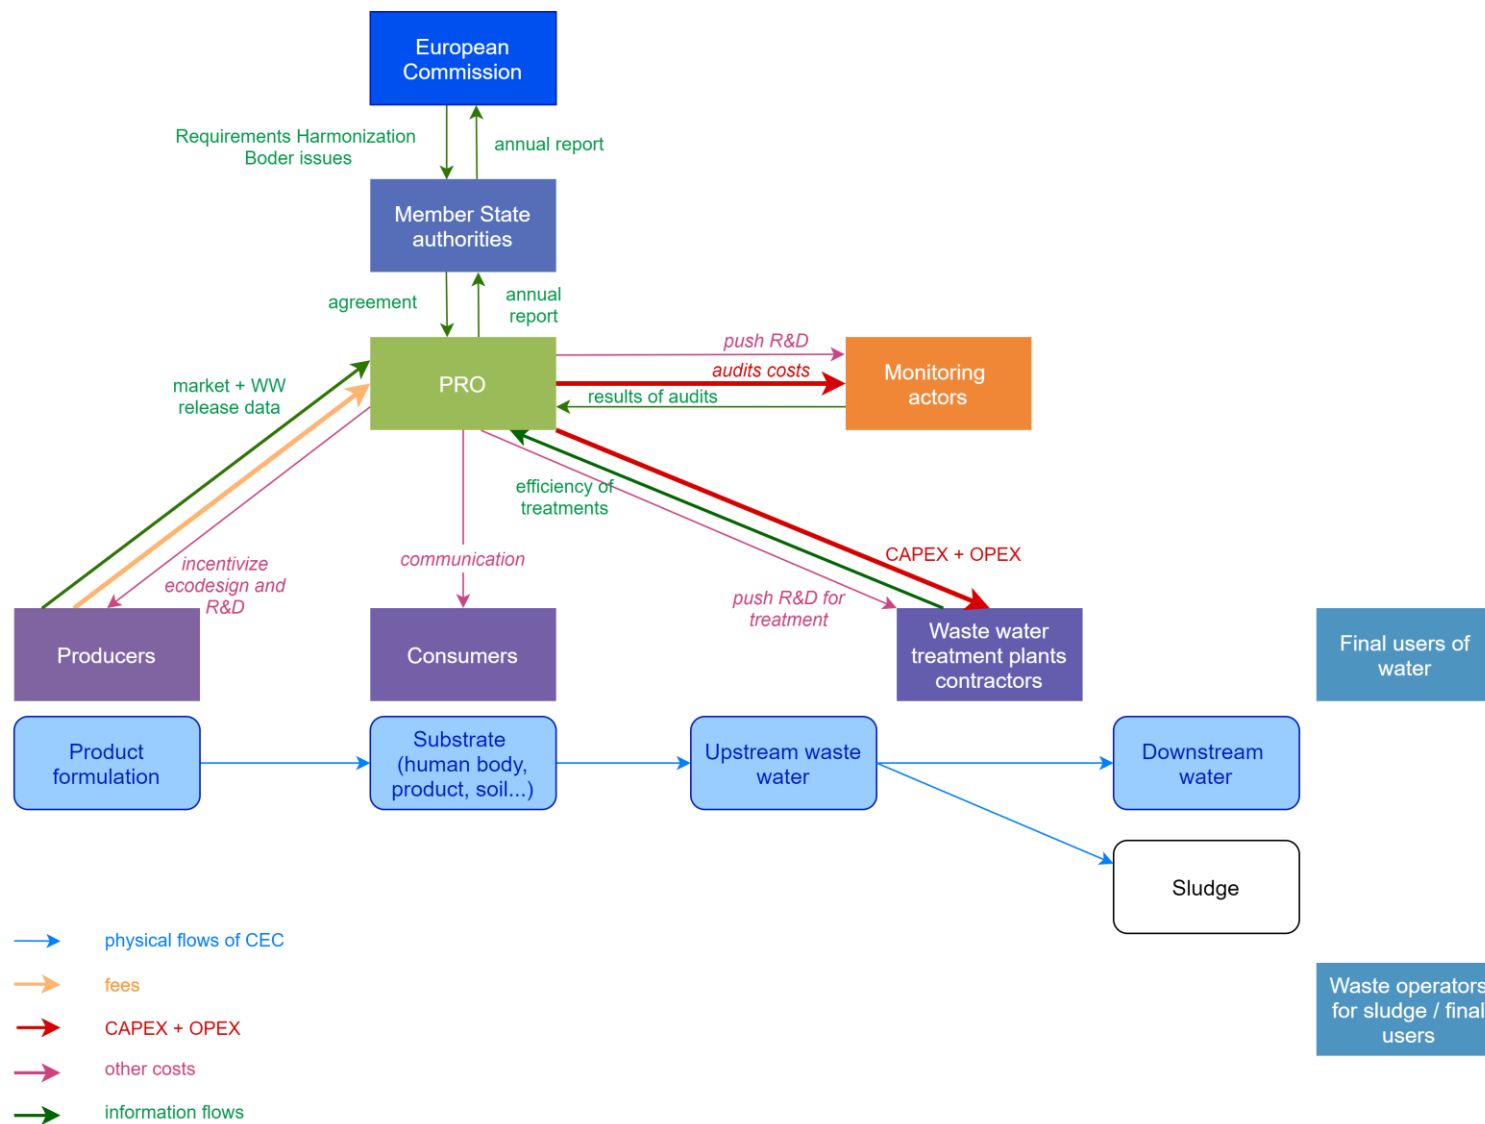 European
Commission
Requirements Harmonization
Boder issues
annual report
Member State
authorities
agreement
annual
report
push R&D
PRO
audits costs
Monitoring
actors
results of audits
market + WW
release data
efficiency of
treatments
incentivize
ecodesign and
R&D
communication
CAPEX + OPEX
push R&D for
treatment
Producers
Consumers
Waste water
treatment plants
contractors
Final users of
water
Product
formulation
Substrate
(human body,
product, soil...)
Upstream waste
water
Downstream
water
Sludge
physical flows of CEC
fees
CAPEX + OPEX
other costs
information flows
Waste operators
for sludge / final
users